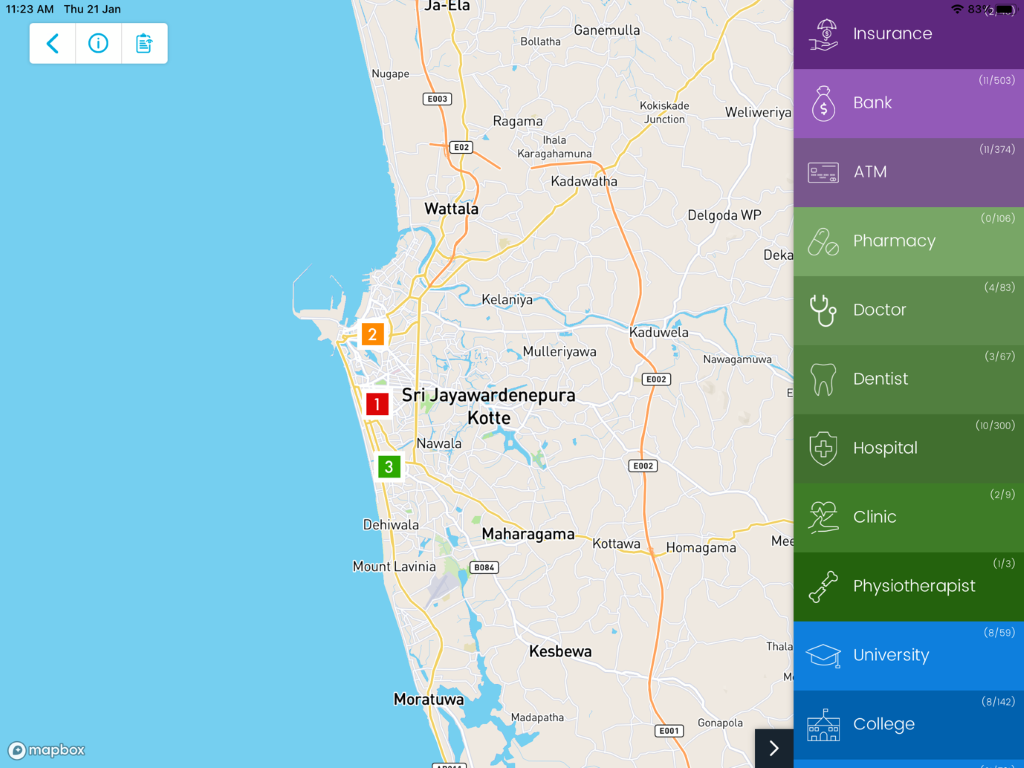 11:23 AM Thu 21 Jan
83%
Ja-Ela
Ganemulla
Bollatha
Nugape
E003
Kokiskade
Junction
Weliweriya
Ragama
E02
Ihala
Karagahamuna
Kadawatha
Wattala
Delgoda WP
Deka
Kelaniya
2
Kaduwela
Mulleriyawa
Nawagamuwa
E002
1
Sri Jayawardenepura
Kotte
E
Nawala
3
E002
Dehiwala
Maharagama
Kottawa
Homagama
Mee
Mount Lavinia
B084
Kesbewa
Thala
Moratuwa
Madapatha
Gonapola
E001
mapbox
Insurance
(11/503)
Bank
(11/374)
ATM
(0/106)
Pharmacy
(4/83)
Doctor
(3/67)
Dentist
(10/300)
Hospital
(2/9)
Clinic
(1/3)
Physiotherapist
(8/59)
University
(8/142)
College